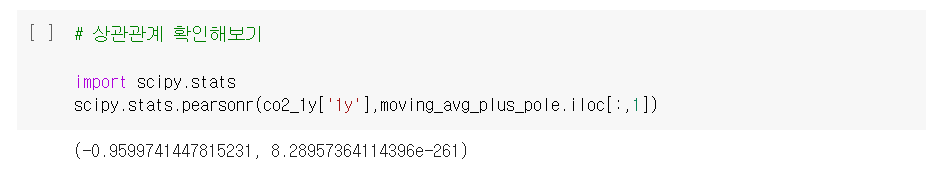 [ ] # 상관관계 확인해보기
import scipy.stats
scipy.stats.pearsonr(co2_1y['1y'],moving_avg_plus_pole.iloc[:,1])
(-0.9599741447815231, 8.28957364114396e-261)